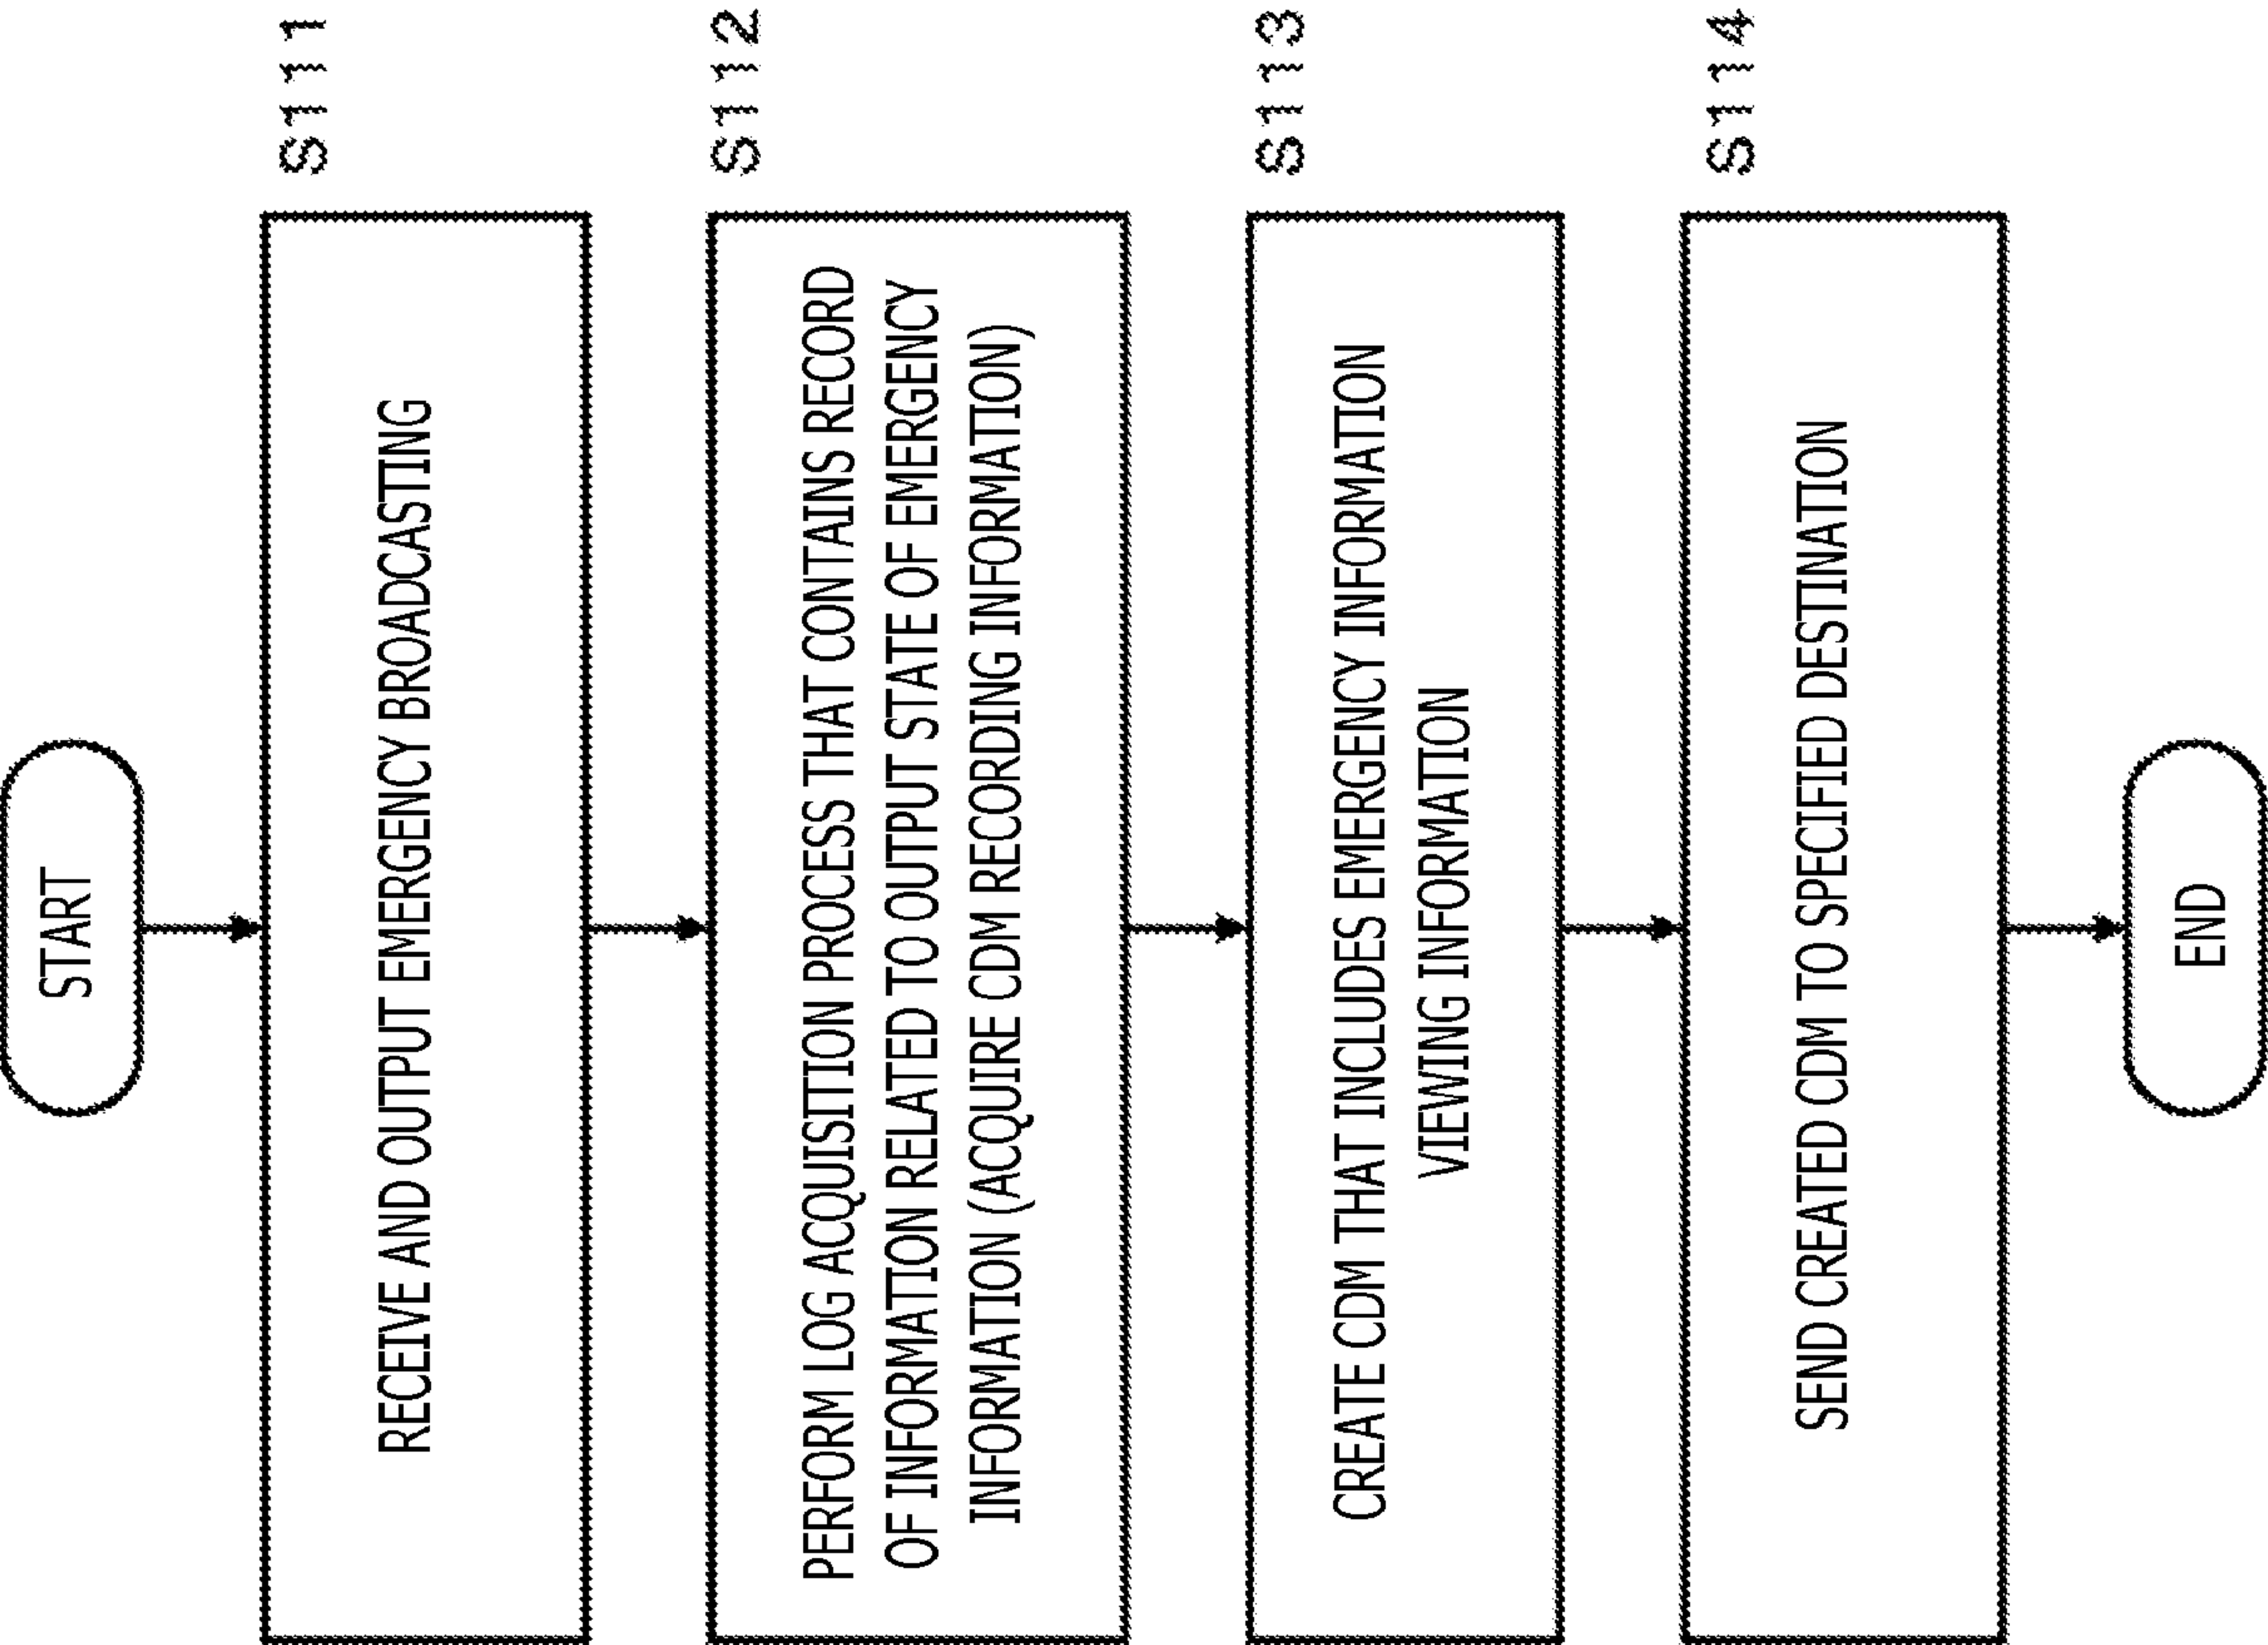 START
S111
RECEIVE AND OUTPUT EMERGENCY BROADCASTING
S112
PERFORM LOG ACQUISITION PROCESS THAT CONTAINS RECORD
OF INFORMATION RELATED TO OUTPUT STATE OF EMERGENCY
INFORMATION (ACQUIRE CDM RECORDING INFORMATION)
S113
CREATE CDM THAT INCLUDES EMERGENCY INFORMATION
VIEWING INFORMATION
S114
SEND CREATED CDM TO SPECIFIED DESTINATION
END